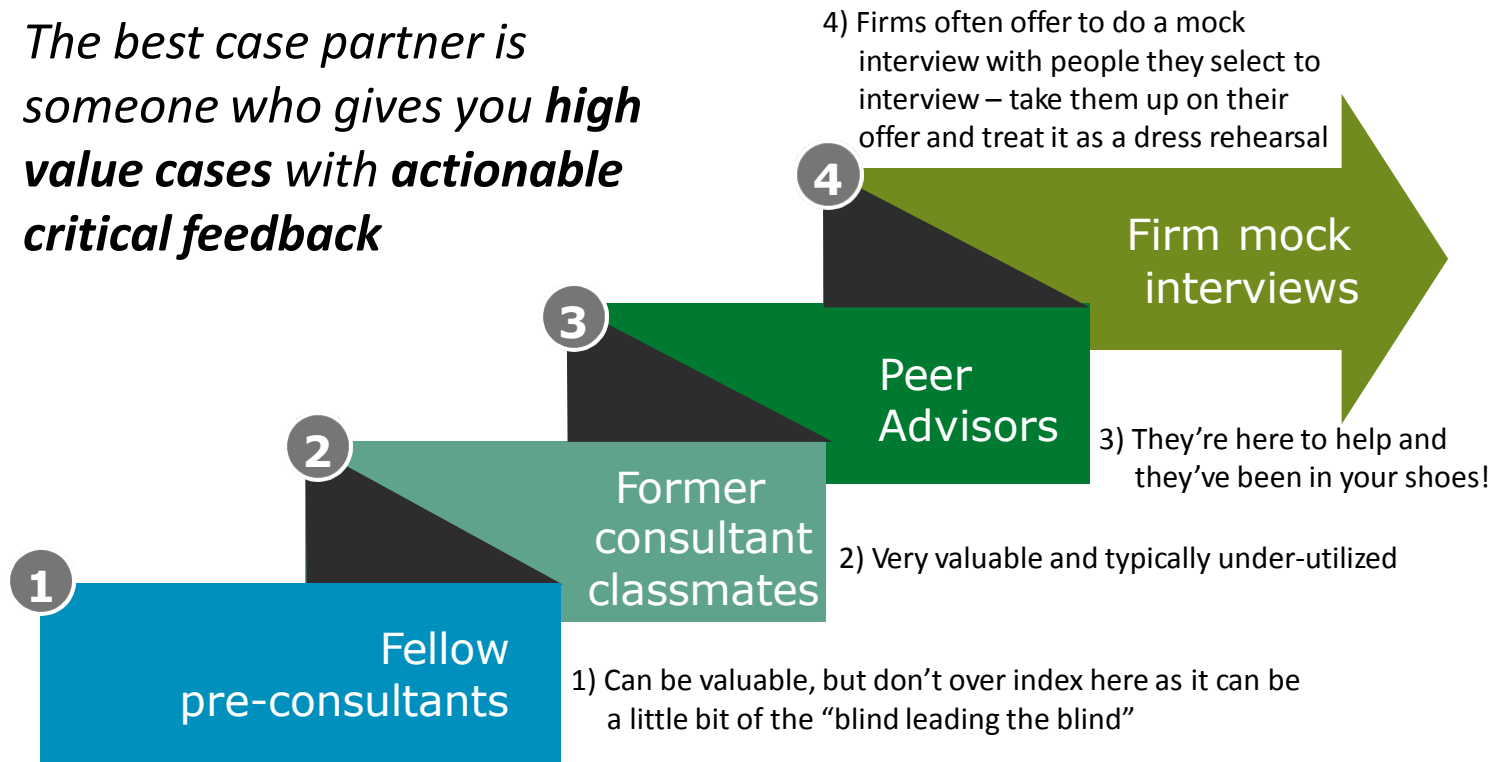 The best case partner is
someone who gives you high
value cases with actionable
critical feedback
4) Firms often offer to do a mock
interview with people they select to
interview – take them up on their
offer and treat it as a dress rehearsal
4
Firm mock
interviews
3
Peer
Advisors
3) They’re here to help and
they’ve been in your shoes!
2
Former
consultant
classmates
2) Very valuable and typically under-utilized
1
Fellow
pre-consultants
1) Can be valuable, but don’t over index here as it can be
a little bit of the “blind leading the blind”